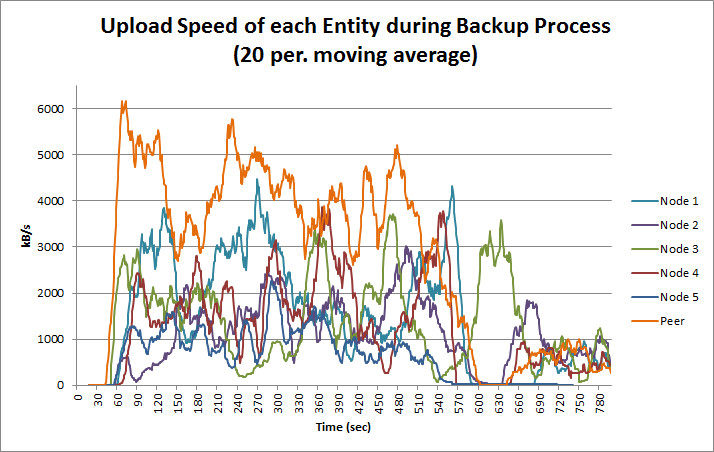 Upload Speed of each Entity during Backup Process
(20 per. moving average)
6000
5000
4000
3000
2000
1000
0
kB/s
0 30 60 90 120 150 180 210 240 270 300 330 360 390 420 450 480 510 540 570 600 630 660 690 720 750 780
Time (sec)
Node 1
Node 2
Node 3
Node 4
Node 5
Peer